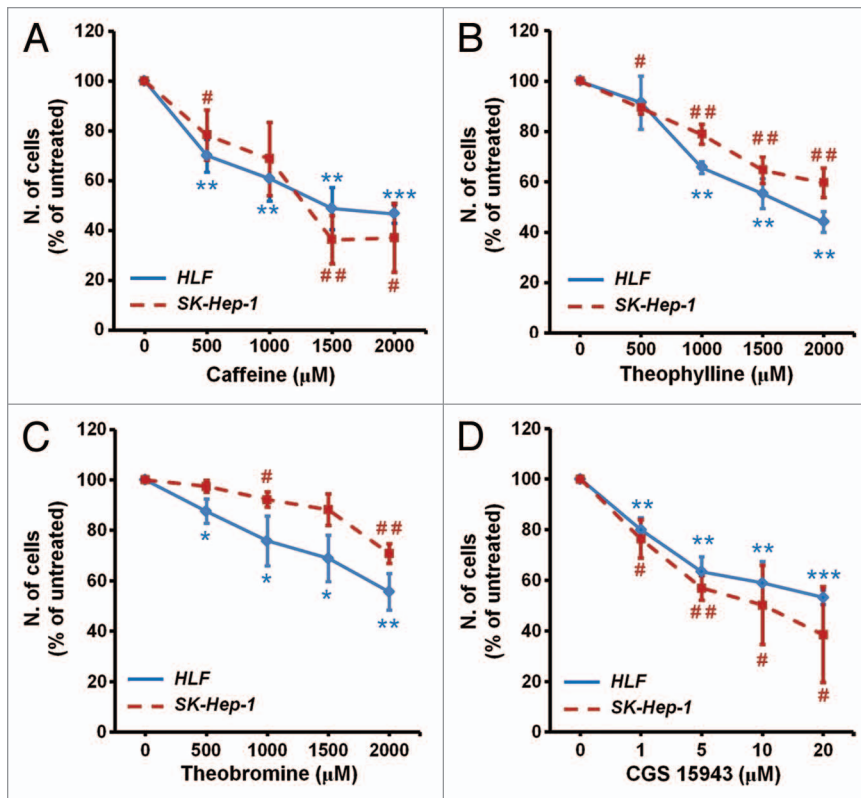 A
N. of cells
(% of untreated)
120
100
80
60
40
20
0
#
**
**
**
***
##
#
HLF
SK-Hep-1
0 500 1000 1500 2000
Caffeine (μM)
B
N. of cells
(% of untreated)
120
100
80
60
40
20
0
#
##
##
##
**
**
**
HLF
SK-Hep-1
0 500 1000 1500 2000
Theophylline (μM)
C
N. of cells
(% of untreated)
120
100
80
60
40
20
0
#
##
*
*
*
**
HLF
SK-Hep-1
0 500 1000 1500 2000
Theobromine (μM)
D
N. of cells
(% of untreated)
120
100
80
60
40
20
0
**
**
**
***
#
##
#
#
HLF
SK-Hep-1
0 1 5 10 20
CGS 15943 (μM)